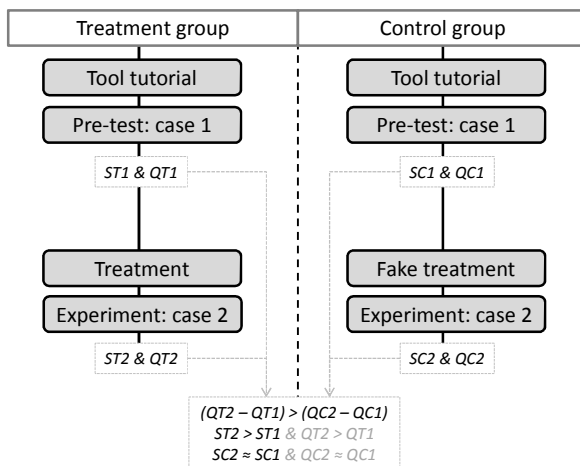 Treatment group
Control group
Tool tutorial
Tool tutorial
Pre-test: case 1
Pre-test: case 1
ST1 & QT1
SC1 & QC1
Treatment
Fake treatment
Experiment: case 2
Experiment: case 2
ST2 & QT2
SC2 & QC2
(QT2 – QT1) > (QC2 – QC1)
ST2 > ST1 & QT2 > QT1
SC2 ≈ SC1 & QC2 ≈ QC1